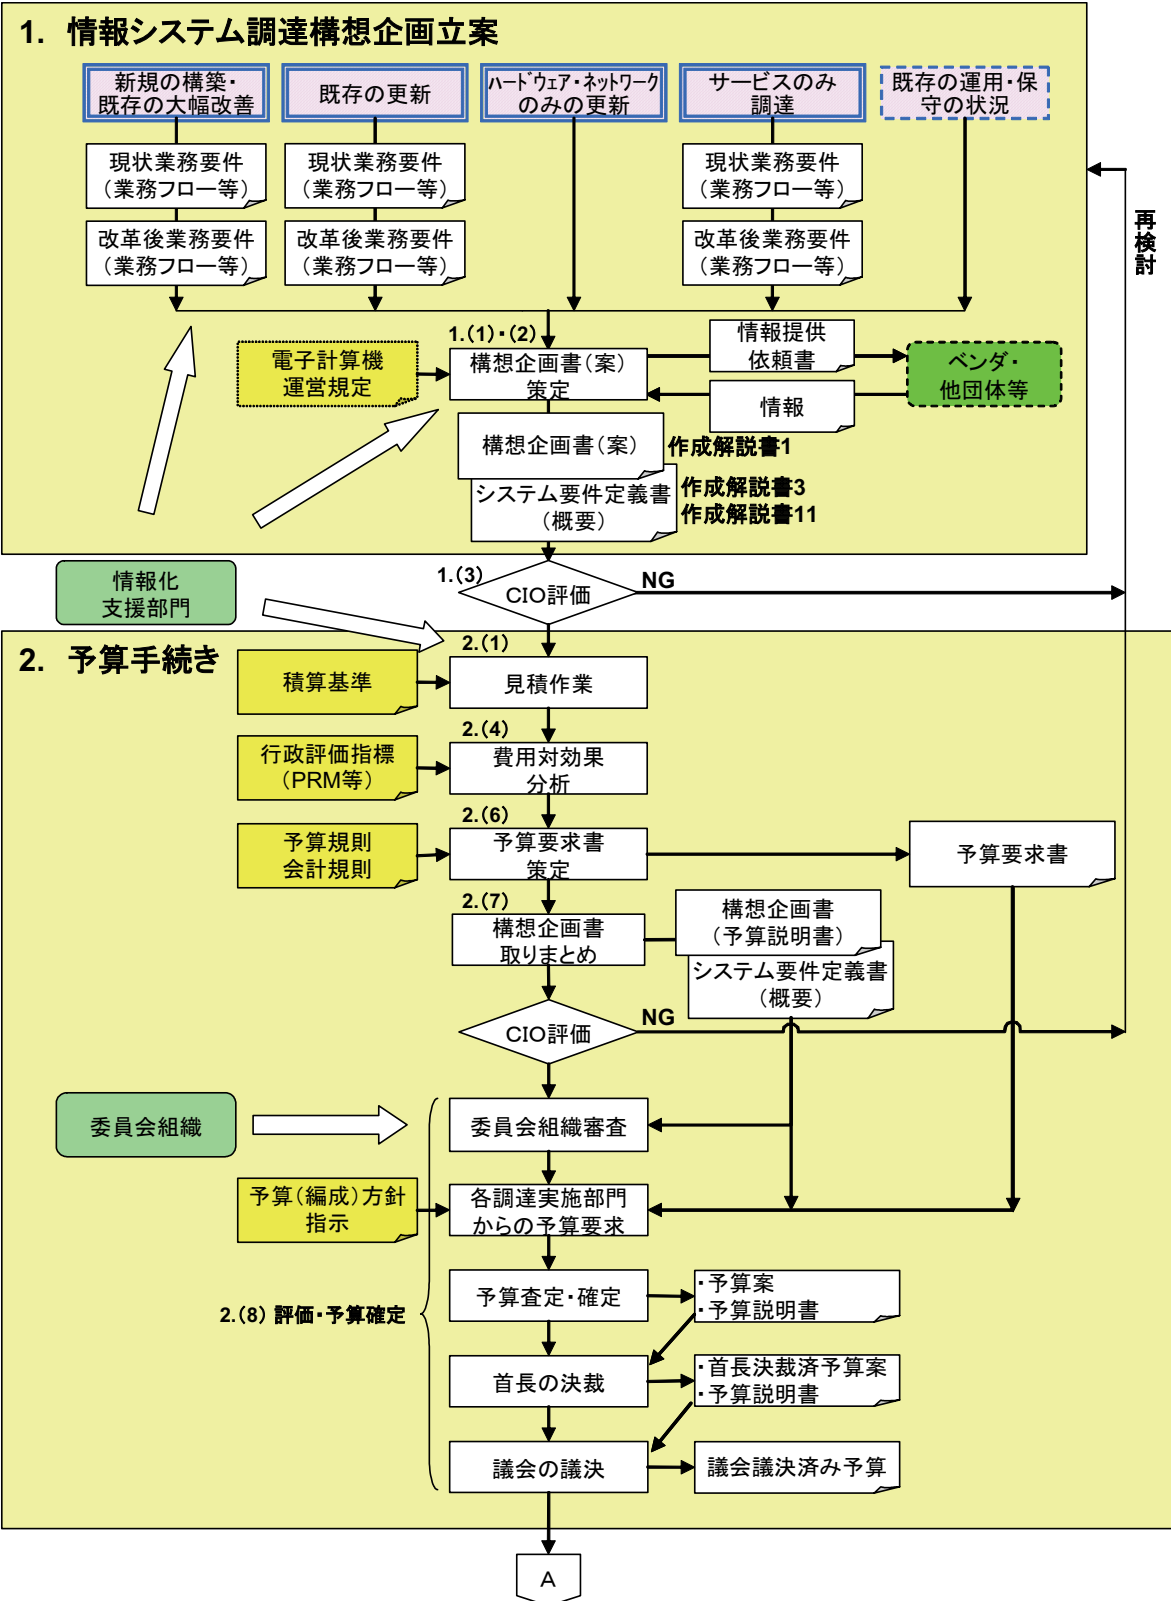 1. 情報システム調達構想企画立案
新規の構築・
既存の大幅改善
既存の更新
ハードウェア・ネットワーク
のみの更新
サービスのみ
調達
既存の運用・保
守の状況
現状業務要件
（業務フロー等）
現状業務要件
（業務フロー等）
現状業務要件
（業務フロー等）
改革後業務要件
（業務フロー等）
改革後業務要件
（業務フロー等）
改革後業務要件
（業務フロー等）
再検討
1.(1)・(2)
電子計算機
運営規定
構想企画書（案）
策定
情報提供
依頼書
情報
ベンダ・
他団体等
構想企画書（案）
作成解説書1
システム要件定義書
（概要）
作成解説書3
作成解説書11
情報化
支援部門
1.(3)
CIO評価
NG
2. 予算手続き
2.(1)
積算基準
見積作業
2.(4)
行政評価指標
（PRM等）
費用対効果
分析
2.(6)
予算規則
会計規則
予算要求書
策定
予算要求書
2.(7)
構想企画書
取りまとめ
構想企画書
（予算説明書）
システム要件定義書
（概要）
CIO評価
NG
委員会組織
委員会組織審査
予算（編成）方針
指示
各調達実施部門
からの予算要求
予算査定・確定
・予算案
・予算説明書
2.(8) 評価・予算確定
首長の決裁
・首長決裁済予算案
・予算説明書
議会の議決
議会議決済み予算
A